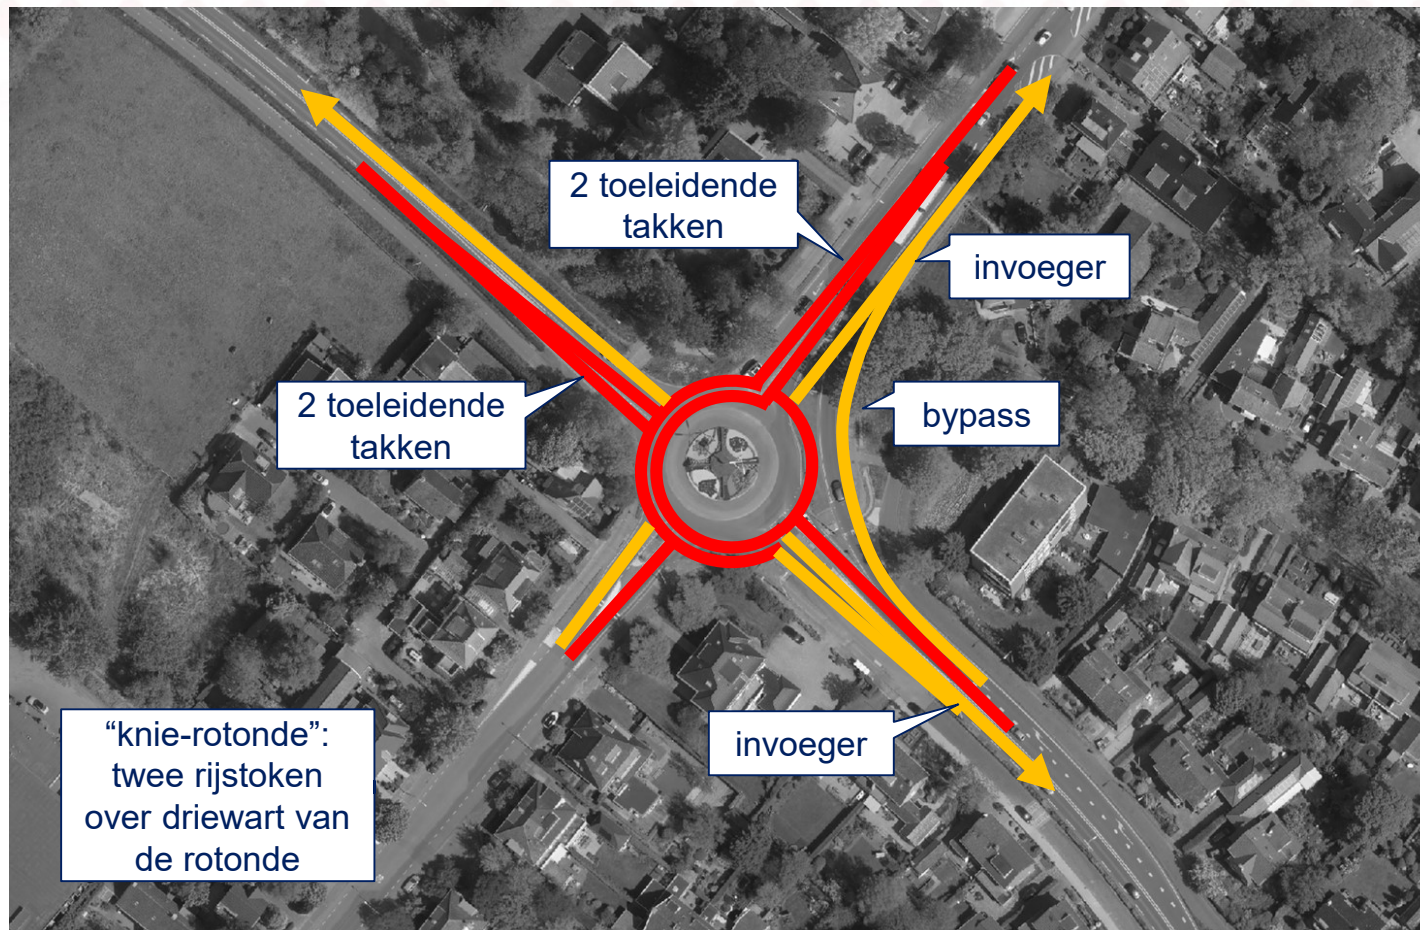 2 toeleidende
takken
invoeger
2 toeleidende
takken
bypass
invoeger
“knie-rotonde”:
twee rijstoken
over driewart van
de rotonde